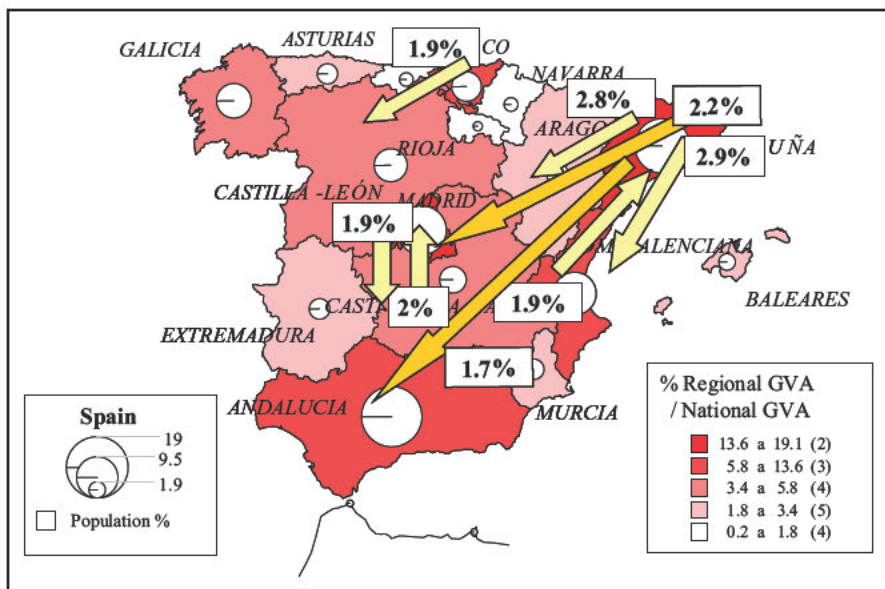 GALICIA
ASTURIAS
1.9%
CO
NAVARRA
2.8%
2.2%
ARAGO
RIOJA
2.9%
UÑA
CASTILLA -LEÓN
MADRID
1.9%
OM VALENCIANA
2%
CAST
1.9%
A
BALEARES
EXTREMADURA
1.7%
ANDALUCIA
MURCIA
Spain
19
9.5
1.9
Population %
% Regional GVA
/ National GVA
13.6 a 19.1 (2)
5.8 a 13.6 (3)
3.4 a 5.8 (4)
1.8 a 3.4 (5)
0.2 a 1.8 (4)